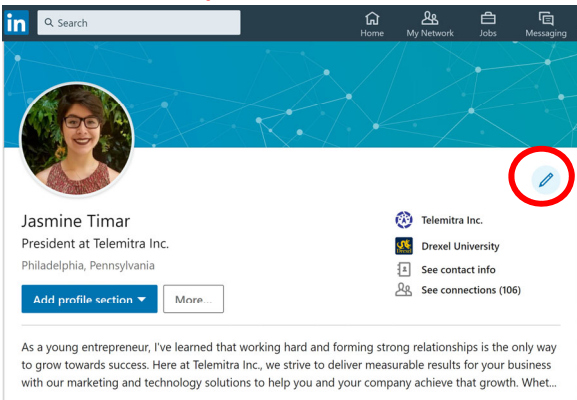 in
Search
Home
My Network
Jobs
Messaging
Jasmine Timar
President at Telemitra Inc.
Philadelphia, Pennsylvania
Add profile section
More...
Telemitra Inc.
Drexel
Drexel University
See contact info
See connections (106)
As a young entrepreneur, I've learned that working hard and forming strong relationships is the only way
to grow towards success. Here at Telemitra Inc., we strive to deliver measurable results for your business
with our marketing and technology solutions to help you and your company achieve that growth. Whet...